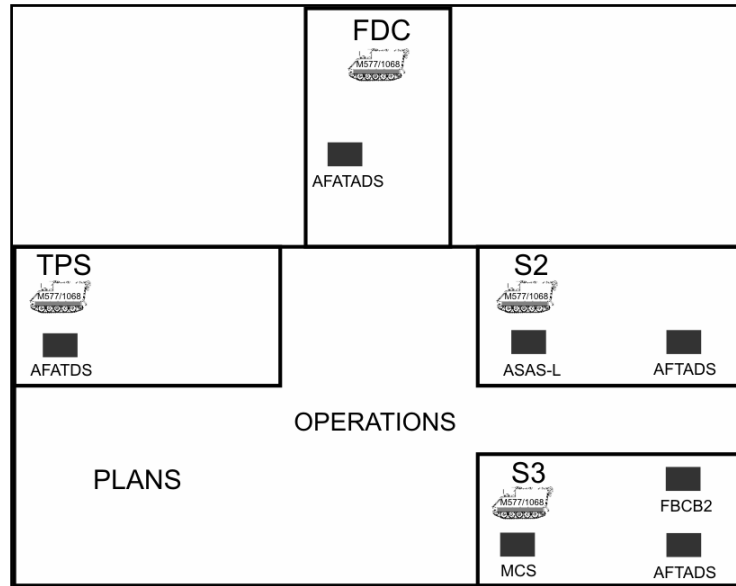 FDC
M577/1068
AFATADS
TPS
M577/1068
AFATDS
S2
M577/1068
ASAS-L
AFTADS
OPERATIONS
PLANS
S3
M577/1068
FBCB2
MCS
AFTADS